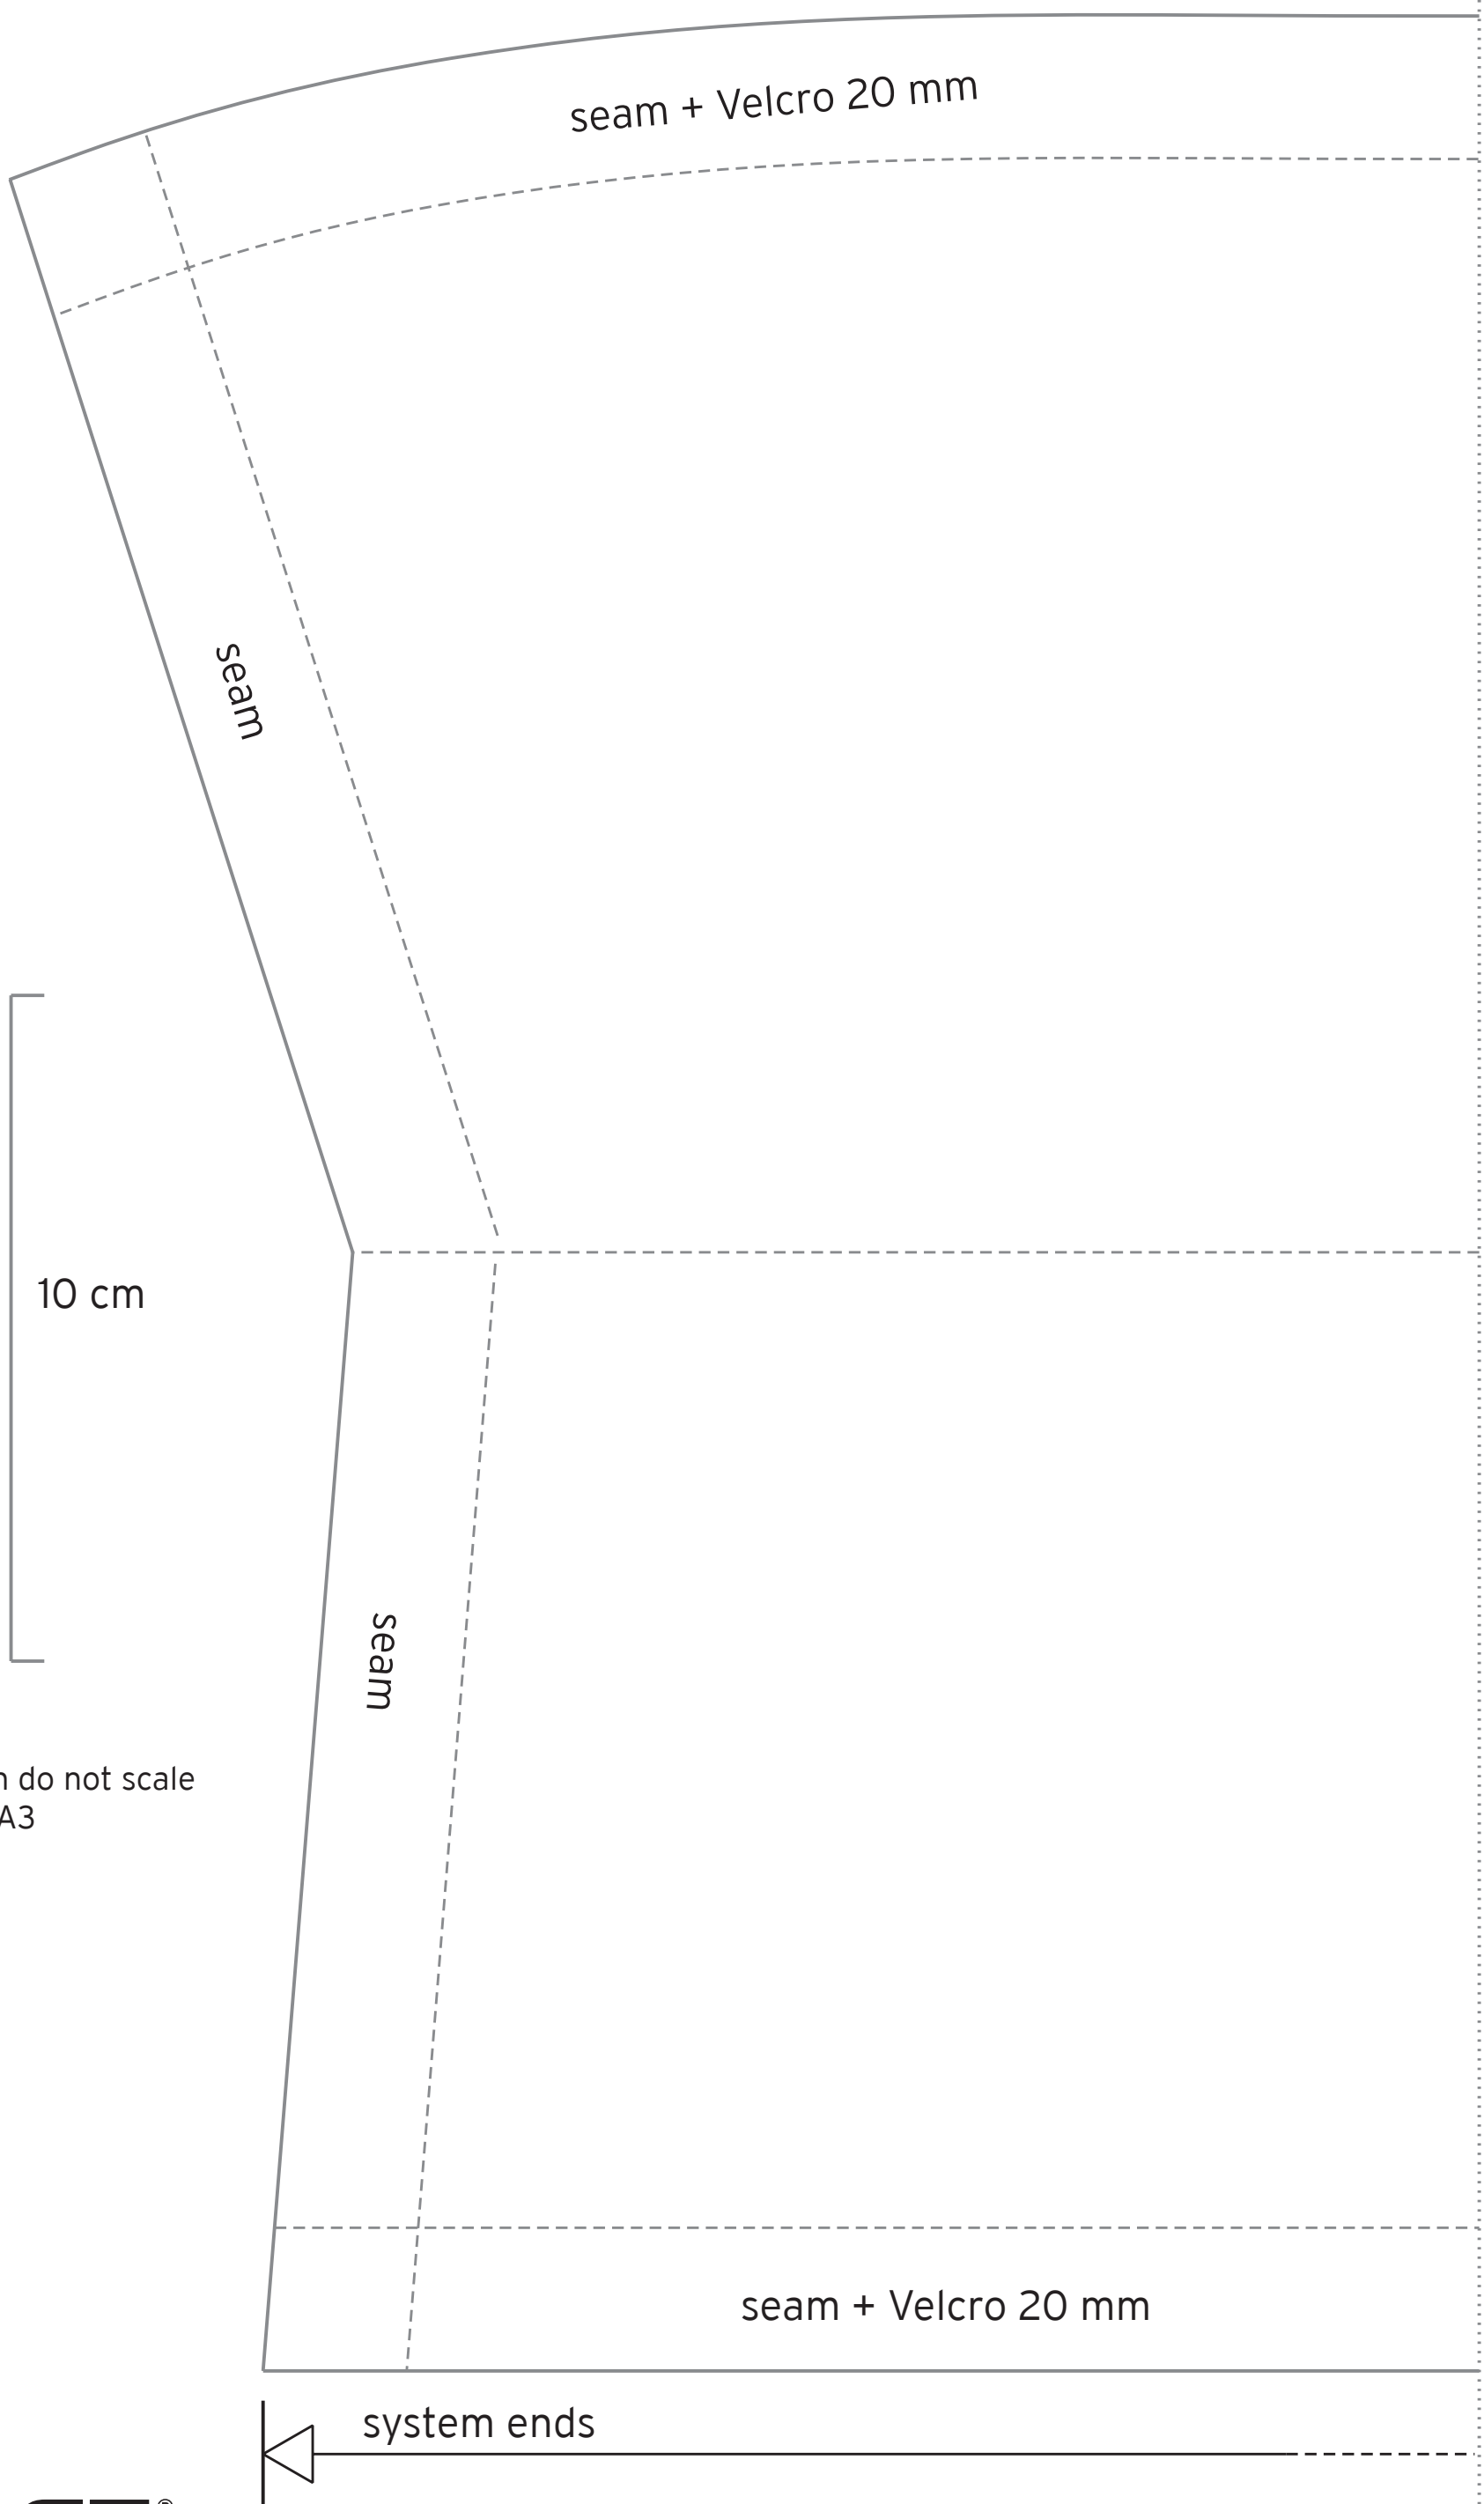 seam + Velcro 20 mm
seam
10 cm
seam
do not scale
A3
seam + Velcro 20 mm
system ends
®